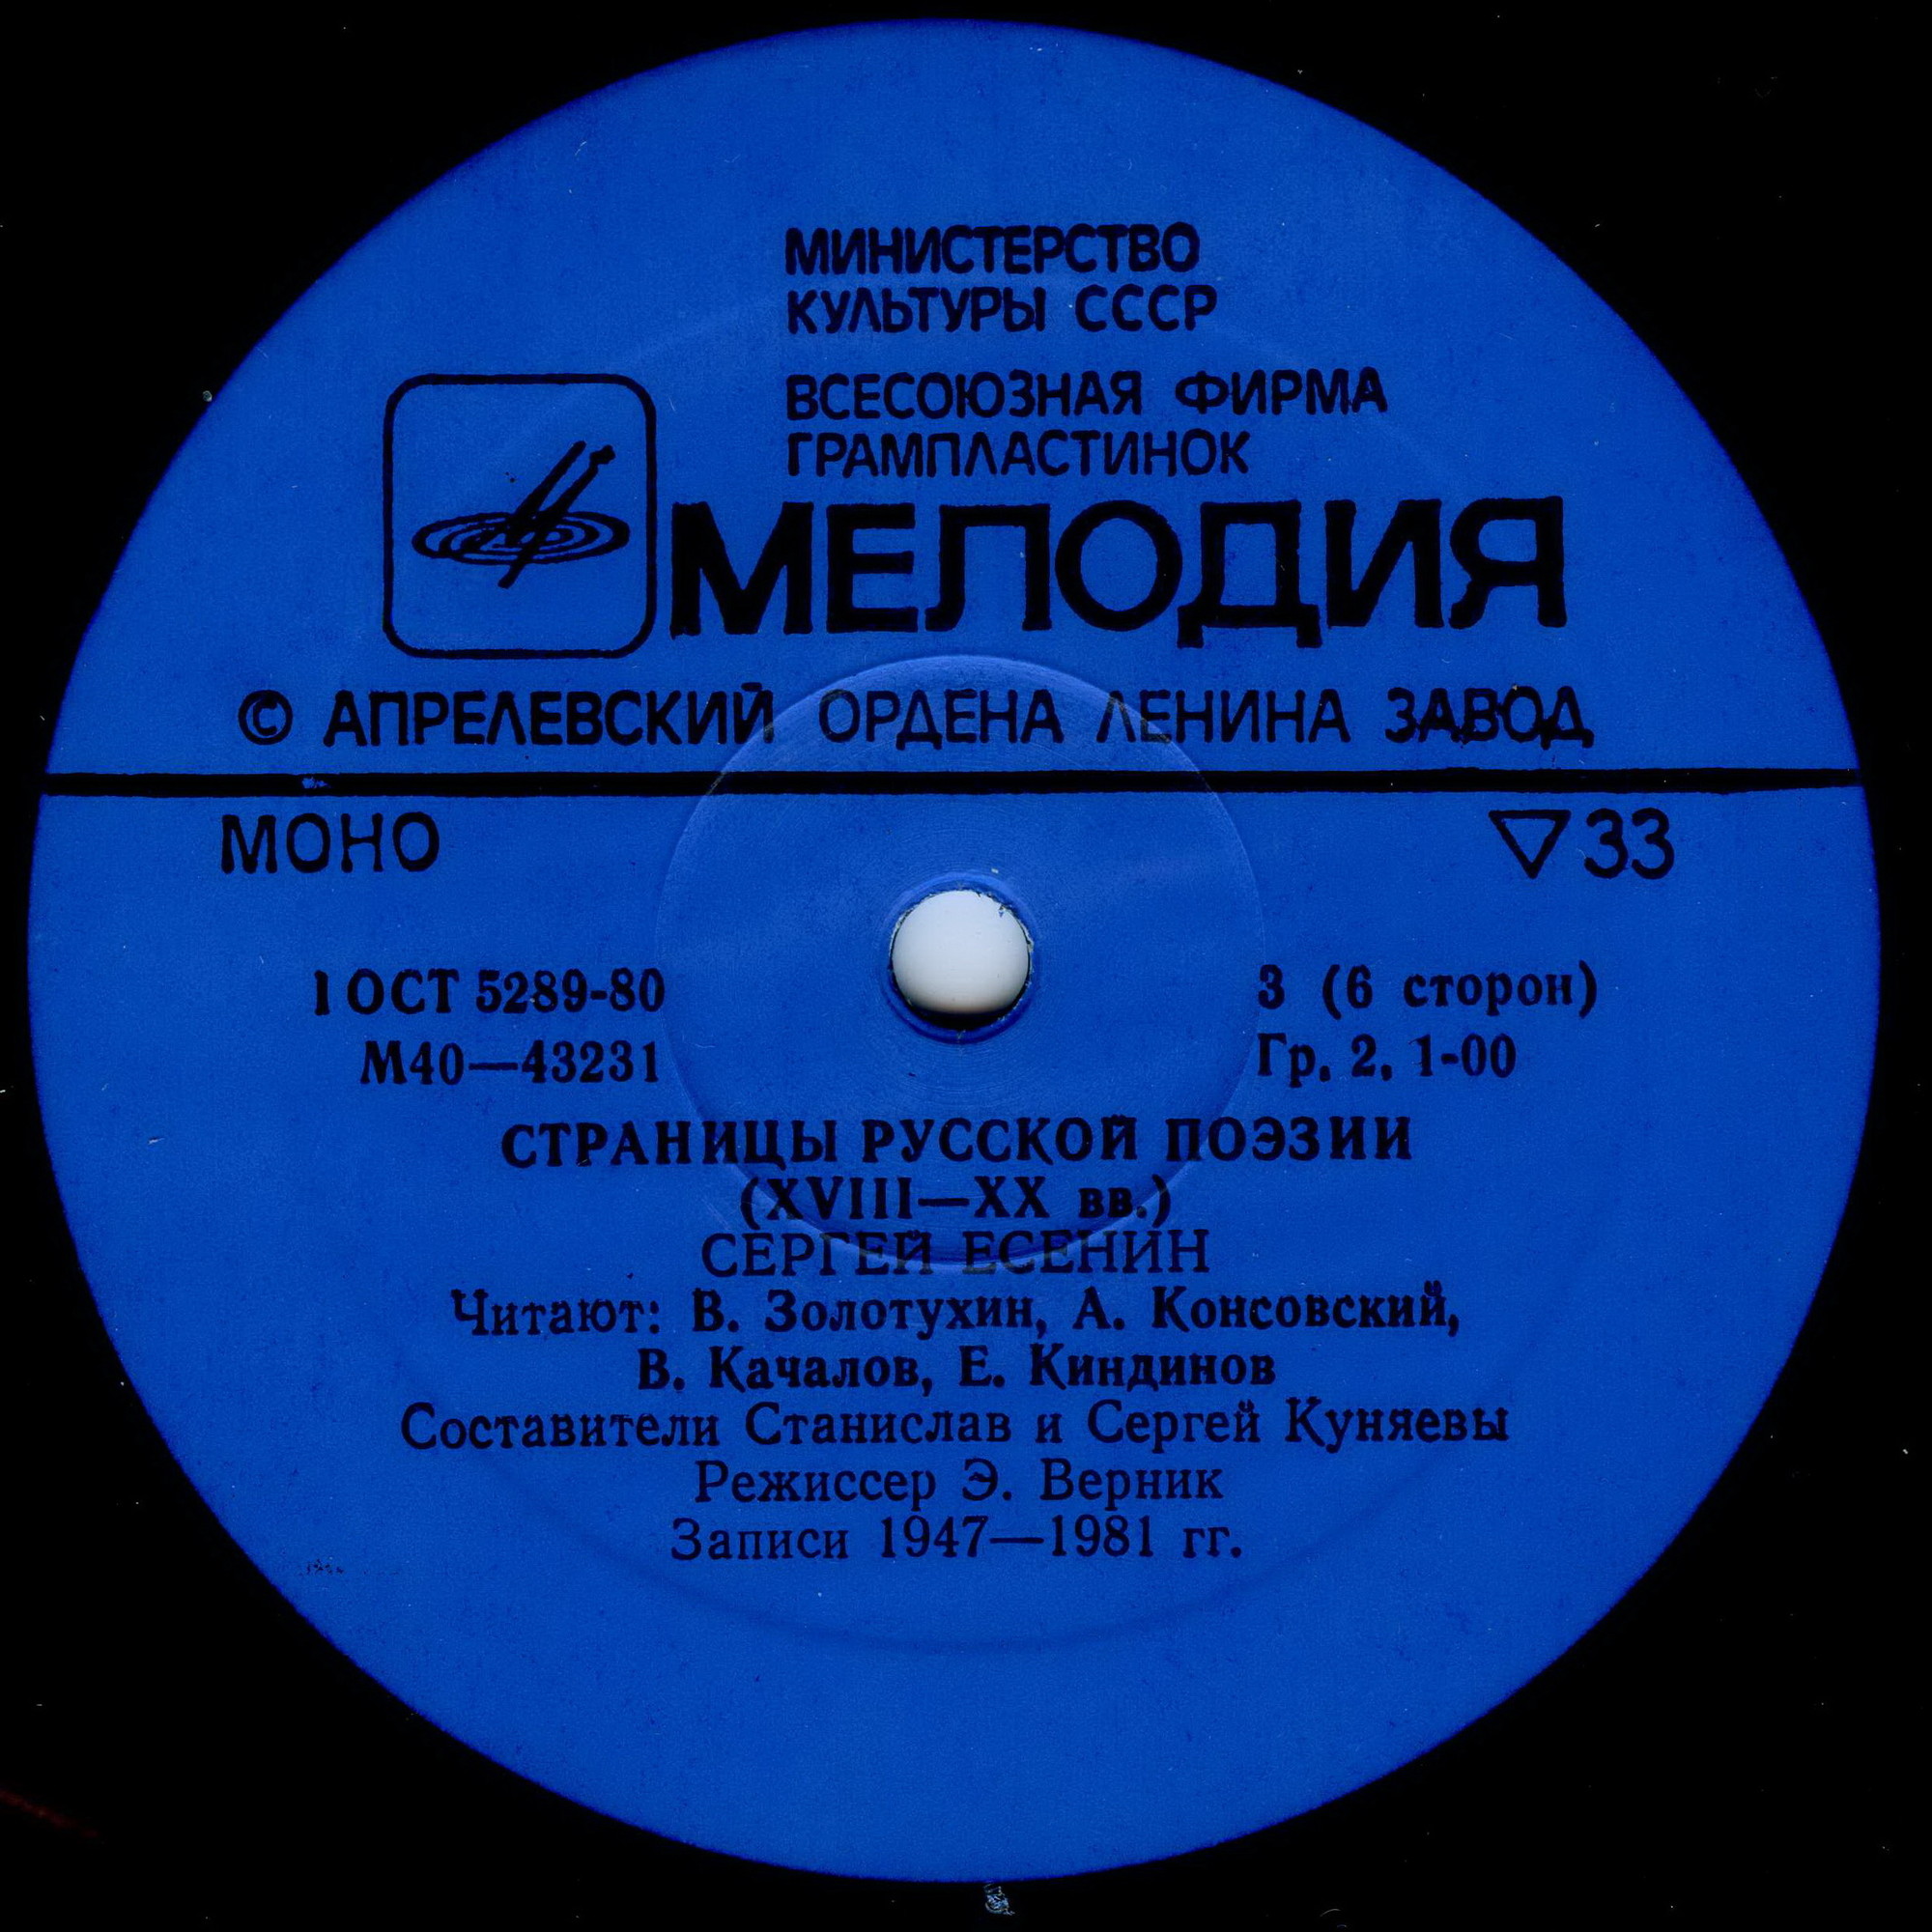 МИНИСТЕРСТВО
КУЛЬТУРЫ СССР
ВСЕСОЮЗНАЯ ФИРМА
ГРАМПЛАСТИНОК
МЕЛОДИЯ
© АПРЕЛЕВСКИЙ ОРДЕНА ЛЕНИНА ЗАВОД
МОНО ▽33
ГОСТ 5289-80 3 (6 сторон)
М40—43231 Гр. 2. 1-00
СТРАНИЦЫ РУССКОЙ ПОЭЗИИ
(XVIII—XX вв.)
СЕРГЕЙ ЕСЕНИН
Читают: В. Золотухин, А. Консовский,
В. Качалов, Е. Киндинов
Составители Станислав и Сергей Куняевы
Режиссер Э. Верник
Записи 1947—1981 гг.